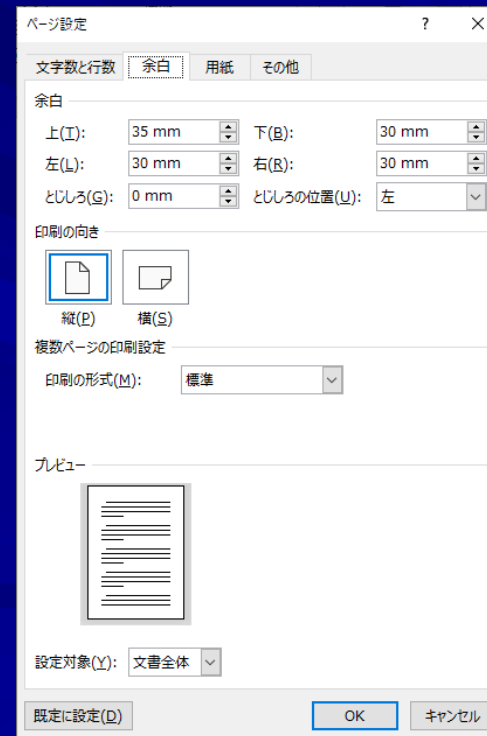 ページ設定 ? ×
文字数と行数 余白 用紙 その他
余白
上(T): 35 mm 下(B): 30 mm
左(L): 30 mm 右(R): 30 mm
とじしろ(G): 0 mm とじしろの位置(U): 左
印刷の向き
縦(P) 横(S)
複数ページの印刷設定
印刷の形式(M): 標準
プレビュー
設定対象(Y): 文書全体
既定に設定(D) OK キャンセル